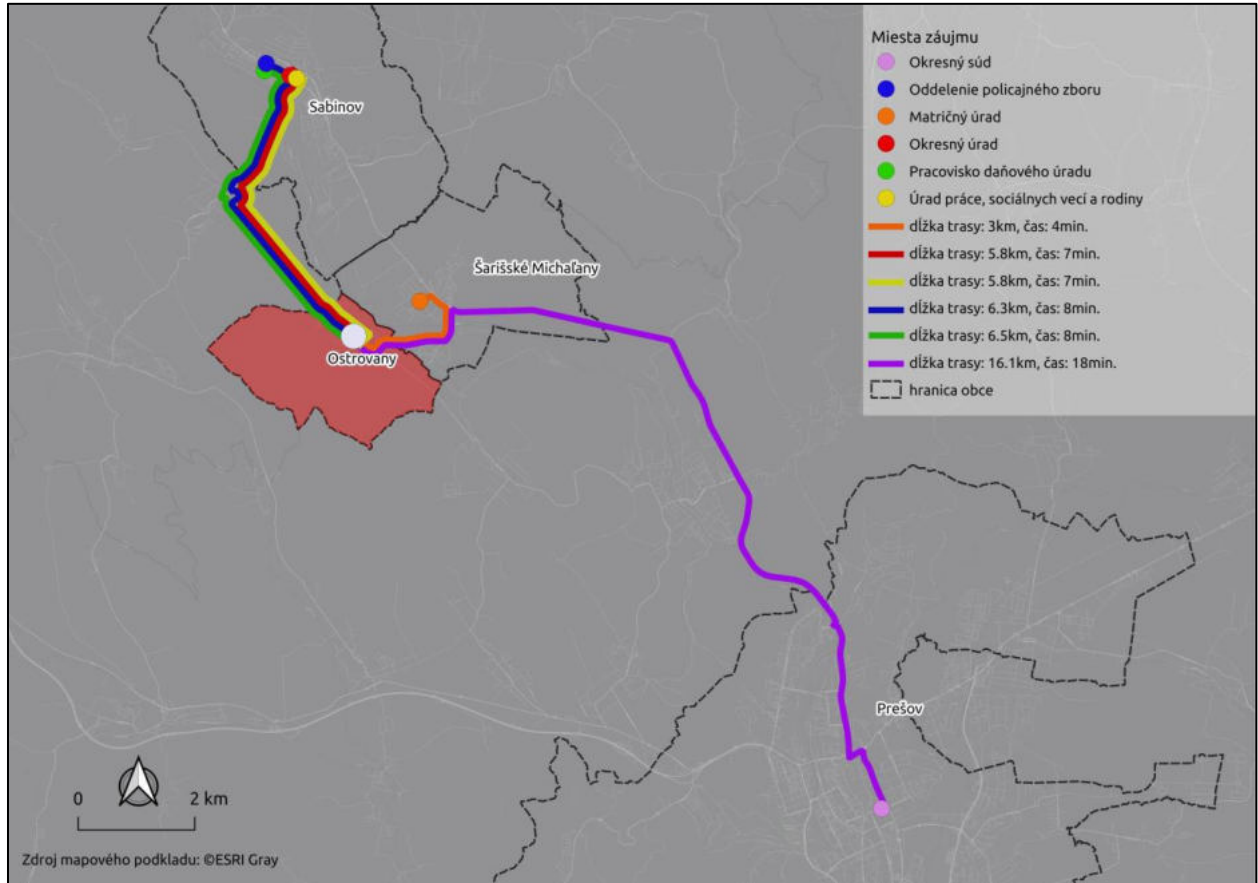 Miesta záujmu
Okresný súd
Oddelenie policajného zboru
Matričný úrad
Okresný úrad
Pracovisko daňového úradu
Úrad práce, sociálnych vecí a rodiny
dĺžka trasy: 3km, čas: 4min.
dĺžka trasy: 5.8km, čas: 7min.
dĺžka trasy: 5.8km, čas: 7min.
dĺžka trasy: 6.3km, čas: 8min.
dĺžka trasy: 6.5km, čas: 8min.
dĺžka trasy: 16.1km, čas: 18min.
hranica obce
Sabinov
Šarišské Michaľany
Ostrovany
Prešov
0 2 km
Zdroj mapového podkladu: ©ESRI Gray